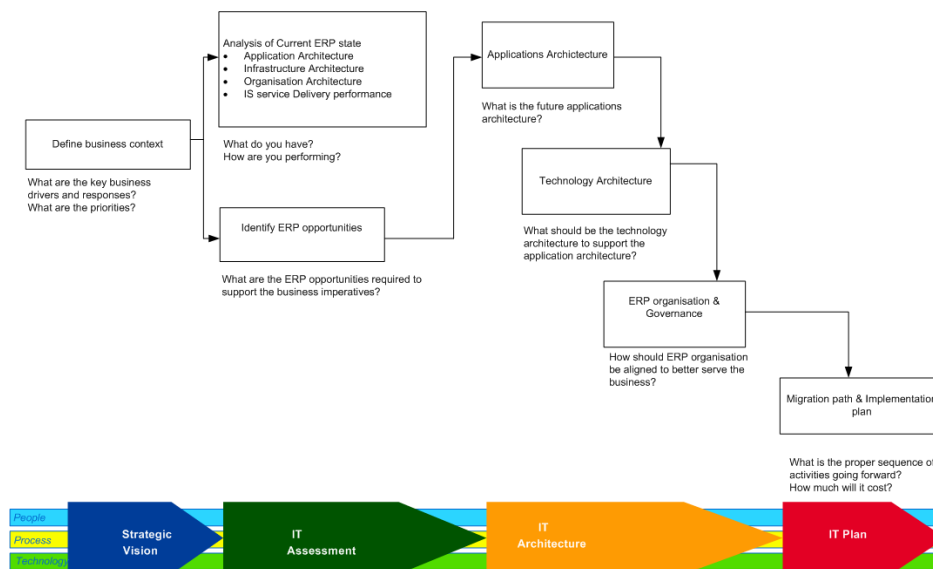 Analysis of Current ERP state
• Application Architecture
• Infrastructure Architecture
• Organisation Architecture
• IS service Delivery performance
What do you have?
How are you performing?
Define business context
What are the key business
drivers and responses?
What are the priorities?
Identify ERP opportunities
What are the ERP opportunities required to
support the business imperatives?
Applications Archictecture
What is the future applications
architecture?
Technology Architecture
What should be the technology
architecture to support the
application architecture?
ERP organisation &
Governance
How should ERP organisation
be aligned to better serve the
business?
Migration path & Implementation
plan
What is the proper sequence of
activities going forward?
How much will it cost?
People
Process
Technology
Strategic
Vision
IT
Assessment
IT
Architecture
IT Plan